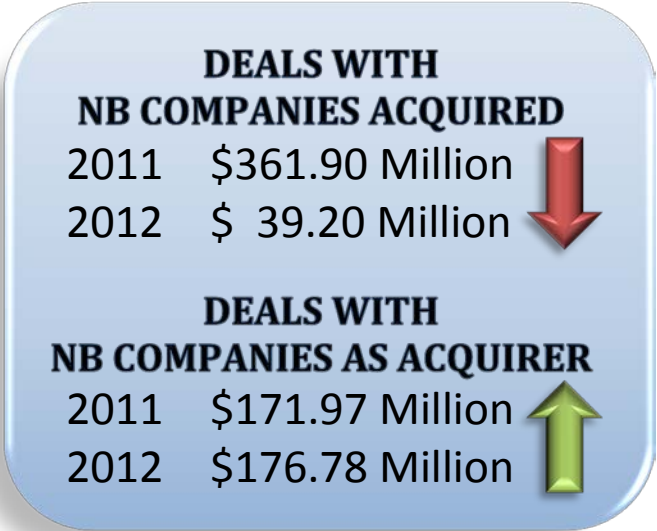 DEALS WITH
NB COMPANIES ACQUIRED
2011 $361.90 Million
2012 $ 39.20 Million
DEALS WITH
NB COMPANIES AS ACQUIRER
2011 $171.97 Million
2012 $176.78 Million